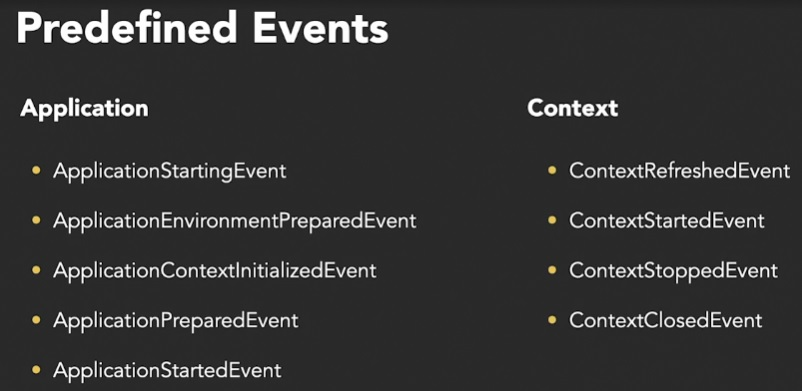 Predefined Events
Application
• ApplicationStartingEvent
• ApplicationEnvironmentPreparedEvent
• ApplicationContextInitializedEvent
• ApplicationPreparedEvent
• ApplicationStartedEvent
Context
• ContextRefreshedEvent
• ContextStartedEvent
• ContextStoppedEvent
• ContextClosedEvent